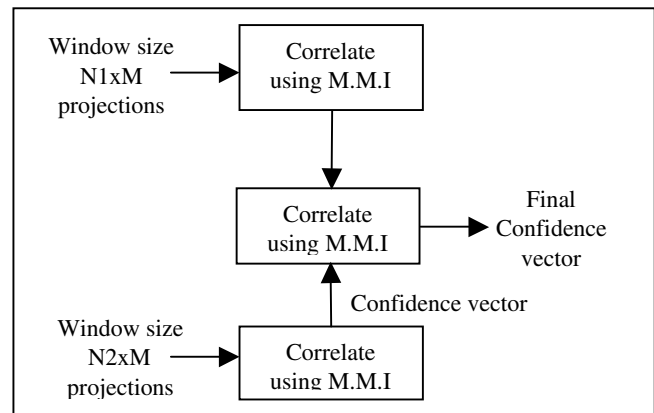 Window size
N1xM
projections
Correlate
using M.M.I
Correlate
using M.M.I
Final
Confidence
vector
Confidence vector
Window size
N2xM
projections
Correlate
using M.M.I